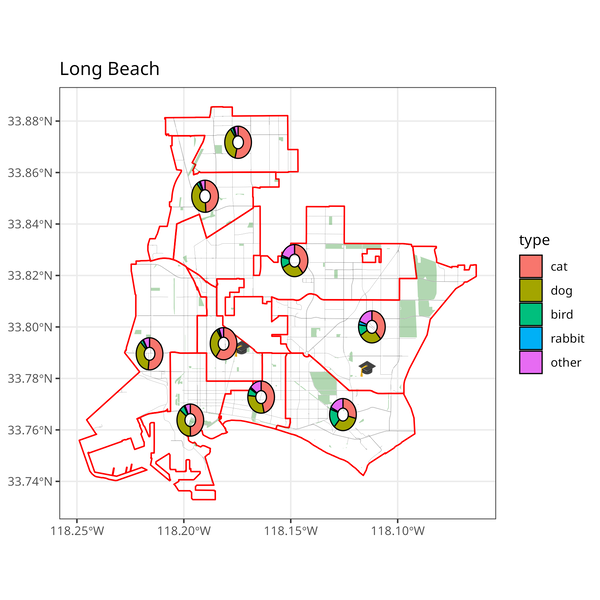 Long Beach
33.88°N
33.86°N
33.84°N
33.82°N
33.80°N
33.78°N
33.76°N
33.74°N
118.25°W 118.20°W 118.15°W 118.10°W
type
cat
dog
bird
rabbit
other